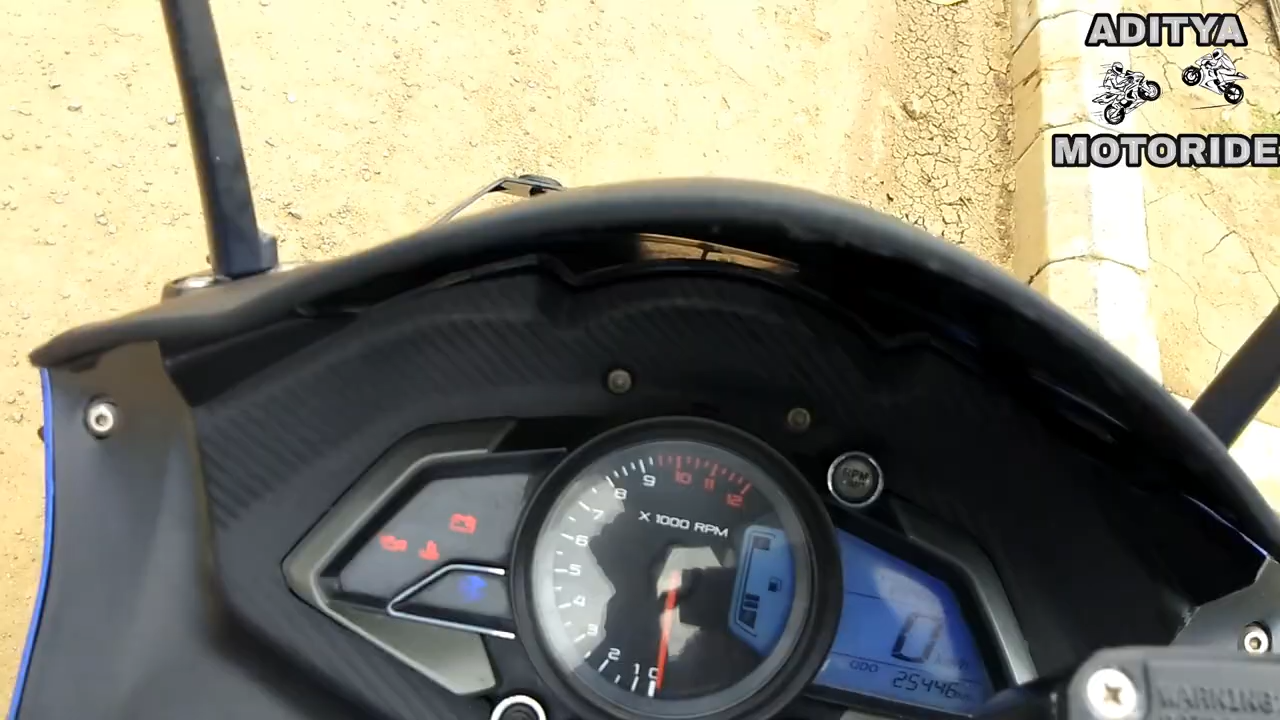 ADITYA
MOTORIDE
RPM
8 9 10 11 12
7
X 1000 RPM
6
5
4
3
2 1 0
0
ODO 25446
WARNING